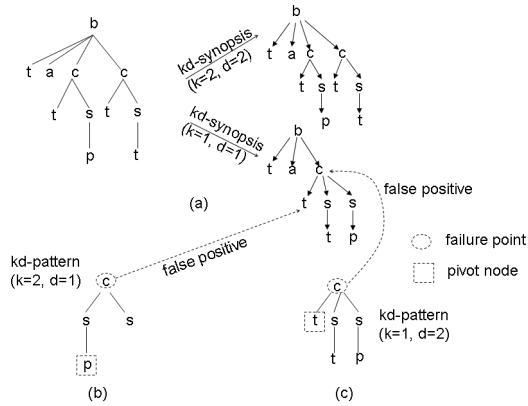 b
t a c c
t s t s
p t
kd-synopsis
(k=2, d=2)
b
t a c c
t s t s
p t
kd-synopsis
(k=1, d=1)
b
t a c
t s s
t p
(a)
false positive
false positive
kd-pattern
(k=2, d=1)
c
s s
p
(b)
failure point
pivot node
c
t s s
t p
kd-pattern
(k=1, d=2)
(c)